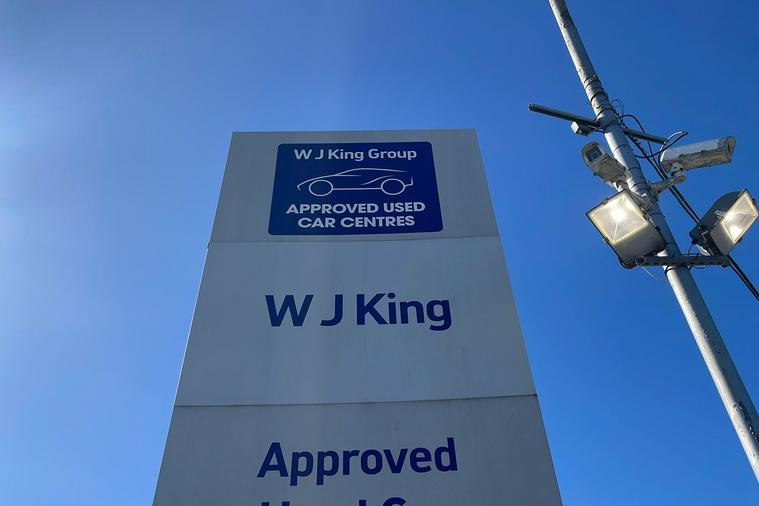 W J King Group
APPROVED USED
CAR CENTRES
W J King
Approved